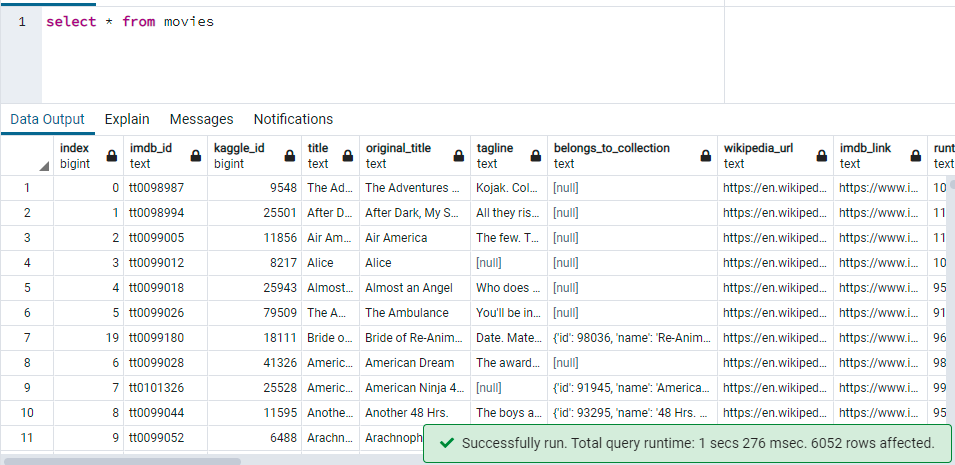 1 select * from movies
Data Output Explain Messages Notifications
index imdb_id kaggle_id title original_title tagline belongs_to_collection wikipedia_url imdb_link runt
bigint text bigint text text text text text text text
1 0 tt0098987 9548 The Ad... The Adventures ... Kojak. Col... [null] https://en.wikiped... https://www.i... 10
2 1 tt0098994 25501 After D... After Dark, My S... All they ris... [null] https://en.wikiped... https://www.i... 11
3 2 tt0099005 11856 Air Am... Air America The few. T... [null] https://en.wikiped... https://www.i... 11
4 3 tt0099012 8217 Alice Alice [null] [null] https://en.wikiped... https://www.i... 10
5 4 tt0099018 25943 Almost... Almost an Angel Who does ... [null] https://en.wikiped... https://www.i... 95
6 5 tt0099026 79509 The A... The Ambulance You'll be in... [null] https://en.wikiped... https://www.i... 91
7 19 tt0099180 18111 Bride o... Bride of Re-Anim... Date. Mate... {'id': 98036, 'name': 'Re-Anim... https://en.wikiped... https://www.i... 96
8 6 tt0099028 41326 Americ... American Dream The award... [null] https://en.wikiped... https://www.i... 98
9 7 tt0101326 25528 Americ... American Ninja 4... [null] {'id': 91945, 'name': 'America... https://en.wikiped... https://www.i... 99
10 8 tt0099044 11595 Anothe... Another 48 Hrs. The boys a... {'id': 93295, 'name': '48 Hrs. ... https://en.wikiped... https://www.i... 95
11 9 tt0099052 6488 Arachn... Arachnoph
Successfully run. Total query runtime: 1 secs 276 msec. 6052 rows affected.